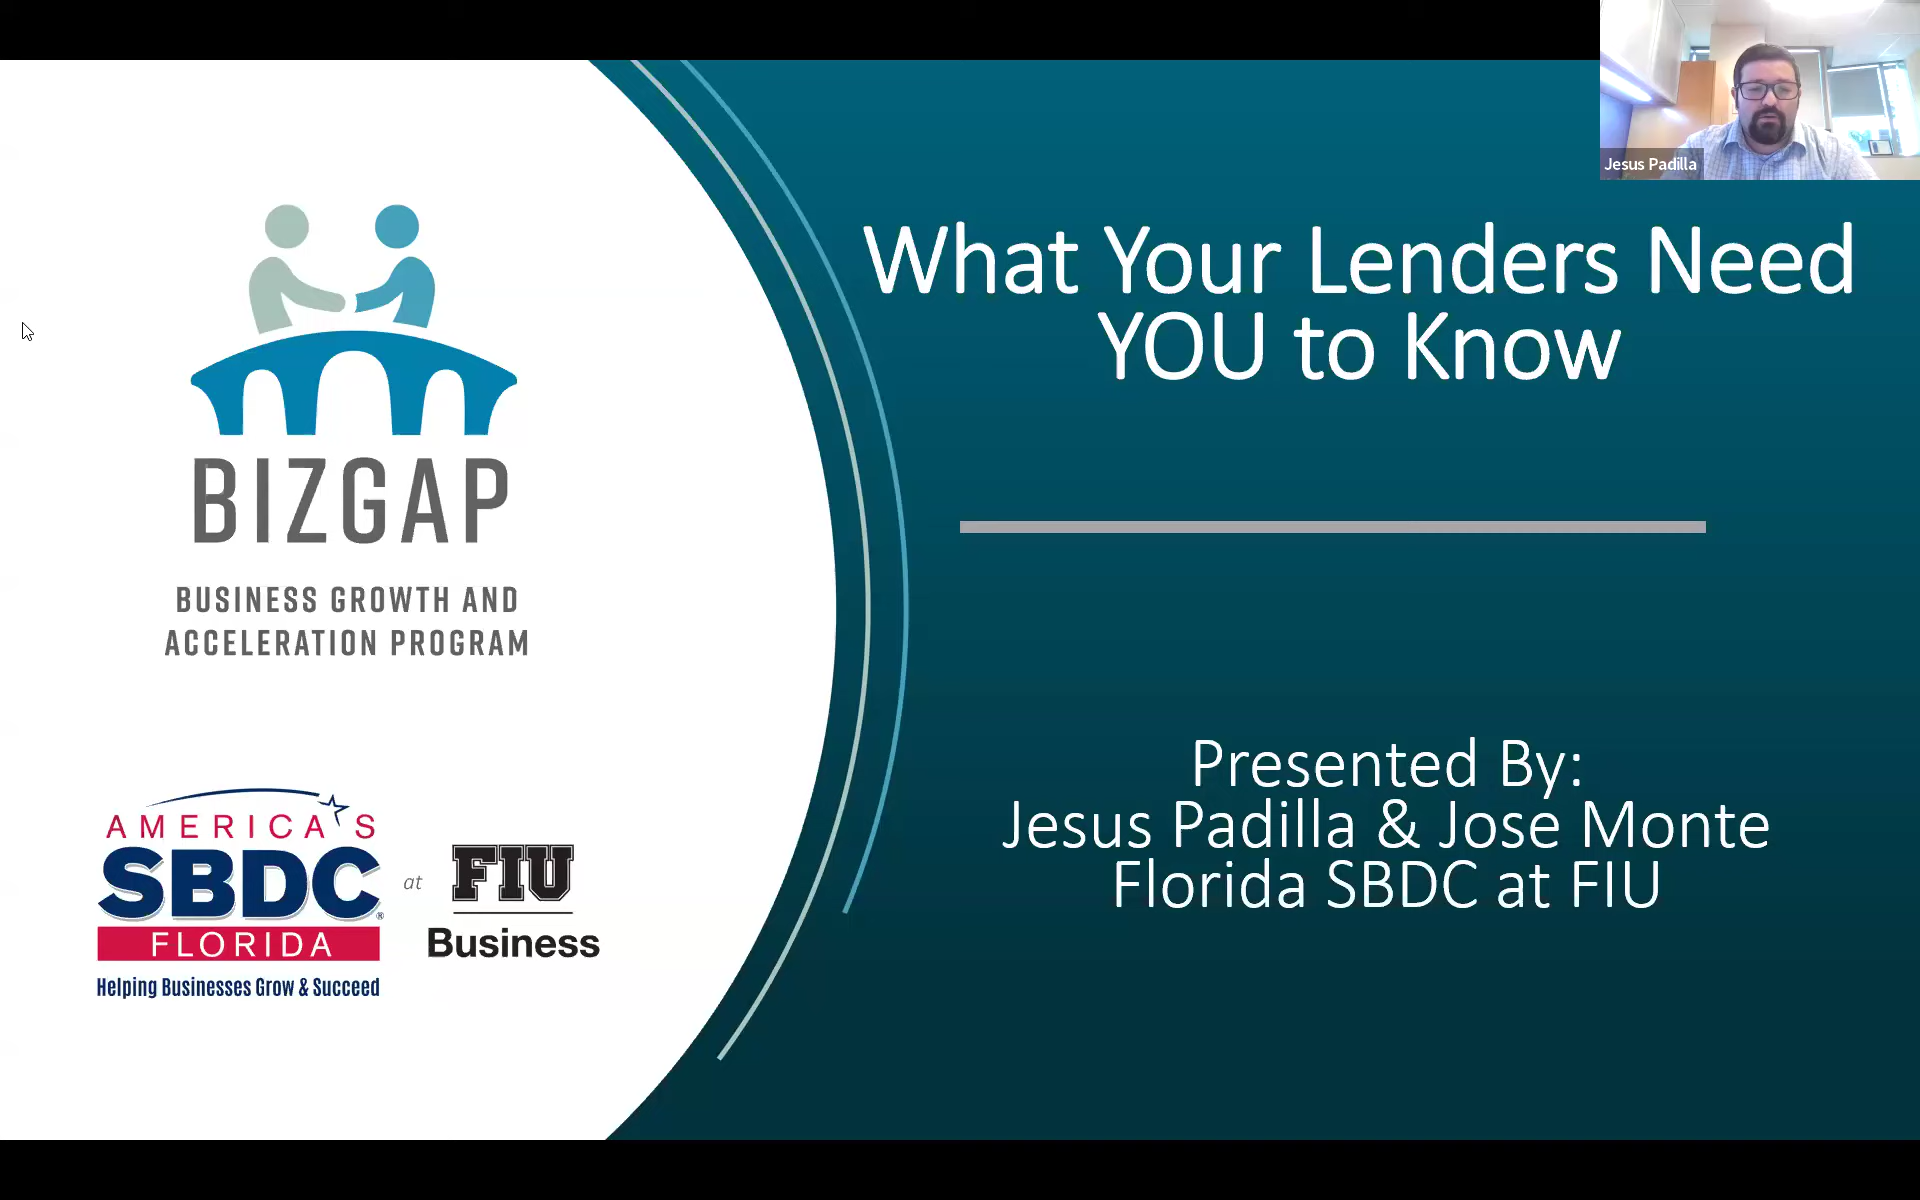 Jesus Padilla
What Your Lenders Need
YOU to Know
BIZGAP
BUSINESS GROWTH AND
ACCELERATION PROGRAM
Presented By:
Jesus Padilla & Jose Monte
Florida SBDC at FIU
AMERICA'S
SBDC®
FLORIDA
Helping Businesses Grow & Succeed
at
FIU
Business